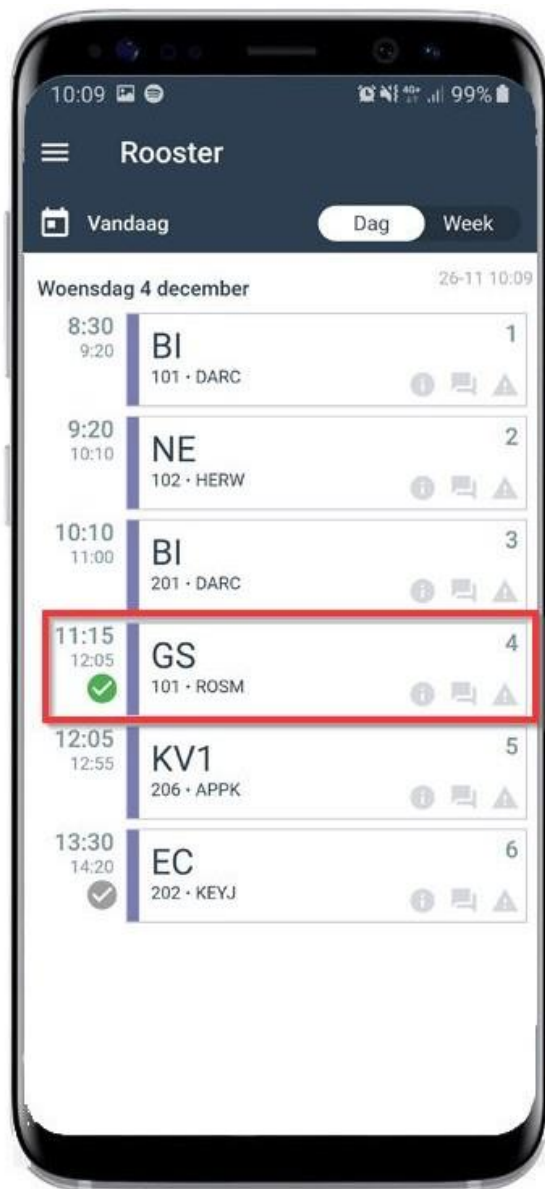 10:09 4G+ 99%
Rooster
Vandaag Dag Week
Woensdag 4 december 26-11 10:09
8:30 BI 1
9:20 101 · DARC
9:20 NE 2
10:10 102 · HERW
10:10 BI 3
11:00 201 · DARC
11:15 GS 4
12:05 101 · ROSM
12:05 KV1 5
12:55 206 · APPK
13:30 EC 6
14:20 202 · KEYJ